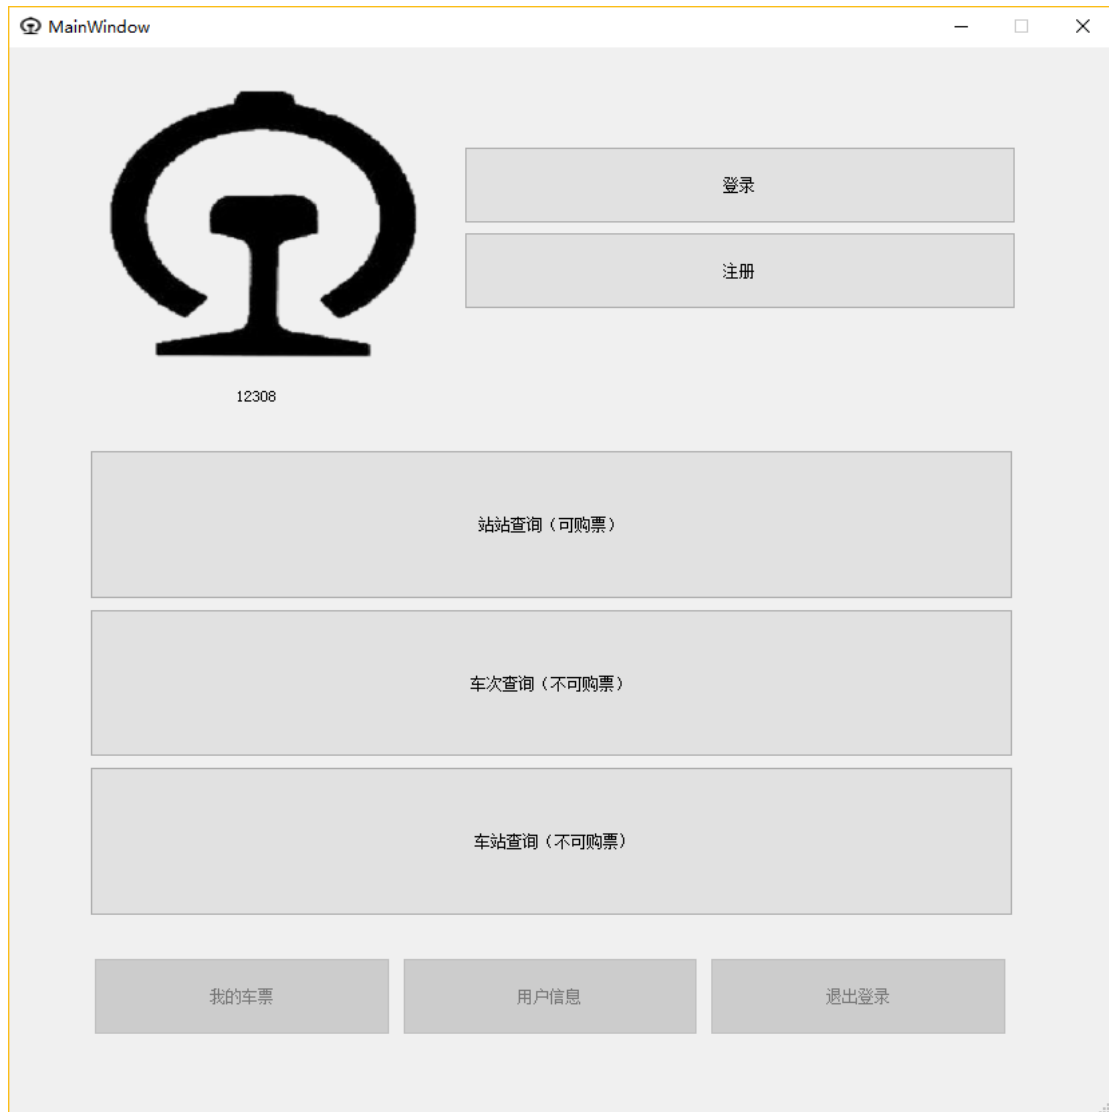 MainWindow
登录
注册
12308
站站查询（可购票）
车次查询（不可购票）
车站查询（不可购票）
我的车票
用户信息
退出登录